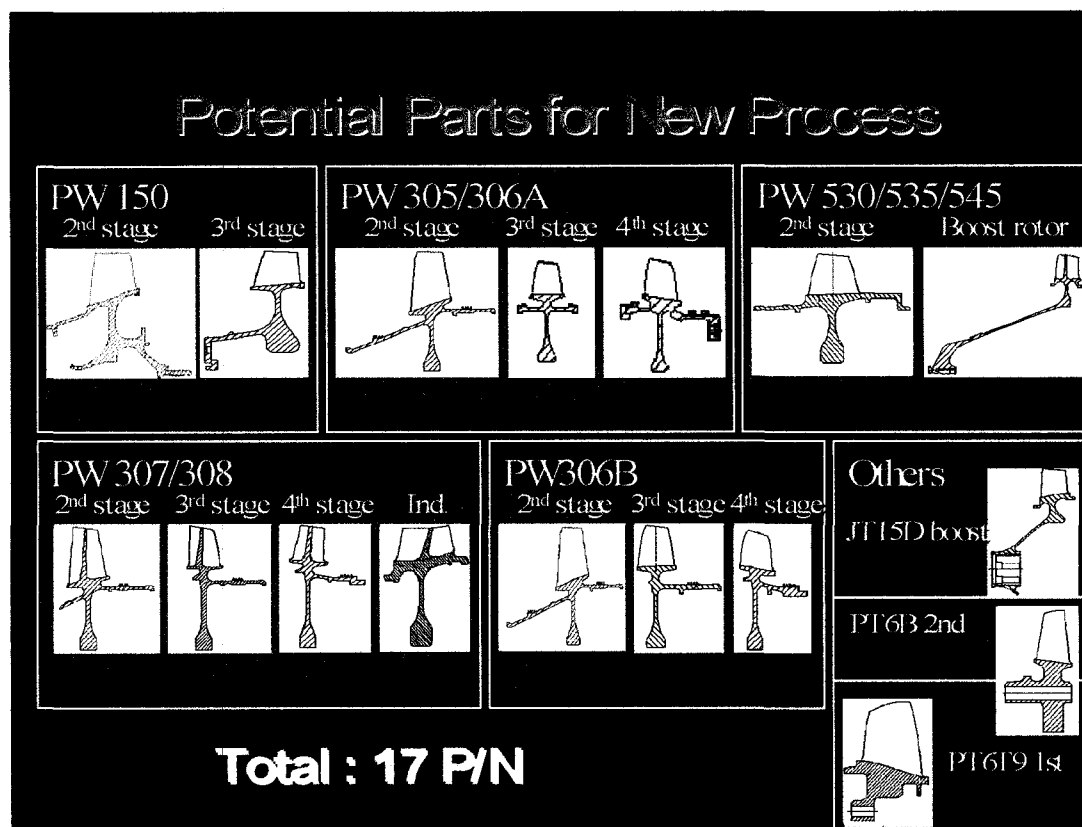 Potential Parts for New Process
PW 150
2nd stage 3rd stage
PW 305/306A
2nd stage 3rd stage 4th stage
PW 530/535/545
2nd stage Boost rotor
PW 307/308
2nd stage 3rd stage 4th stage Ind.
PW306B
2nd stage 3rd stage 4th stage
Others
JT15D boost
PT6B 2nd
PT6T9 1st
Total : 17 P/N